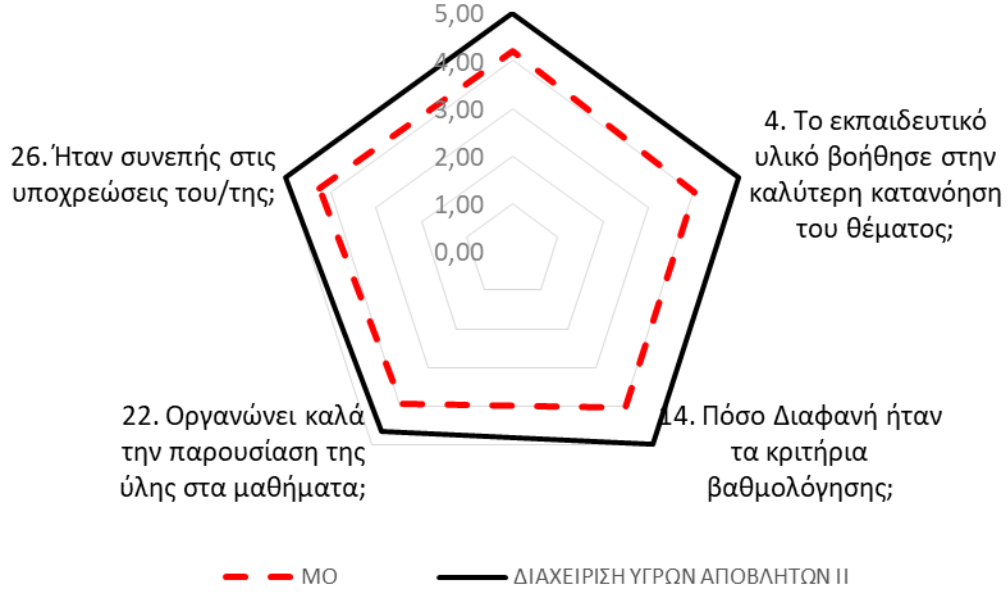 5,00
4,00
3,00
2,00
1,00
0,00
4. Το εκπαιδευτικό
υλικό βοήθησε στην
καλύτερη κατανόηση
του θέματος;
14. Πόσο Διαφανή ήταν
τα κριτήρια
βαθμολόγησης;
22. Οργανώνει καλά
την παρουσίαση της
ύλης στα μαθήματα;
26. Ήταν συνεπής στις
υποχρεώσεις του/της;
ΜΟ
ΔΙΑΧΕΙΡΙΣΗ ΥΓΡΩΝ ΑΠΟΒΛΗΤΩΝ ΙΙ